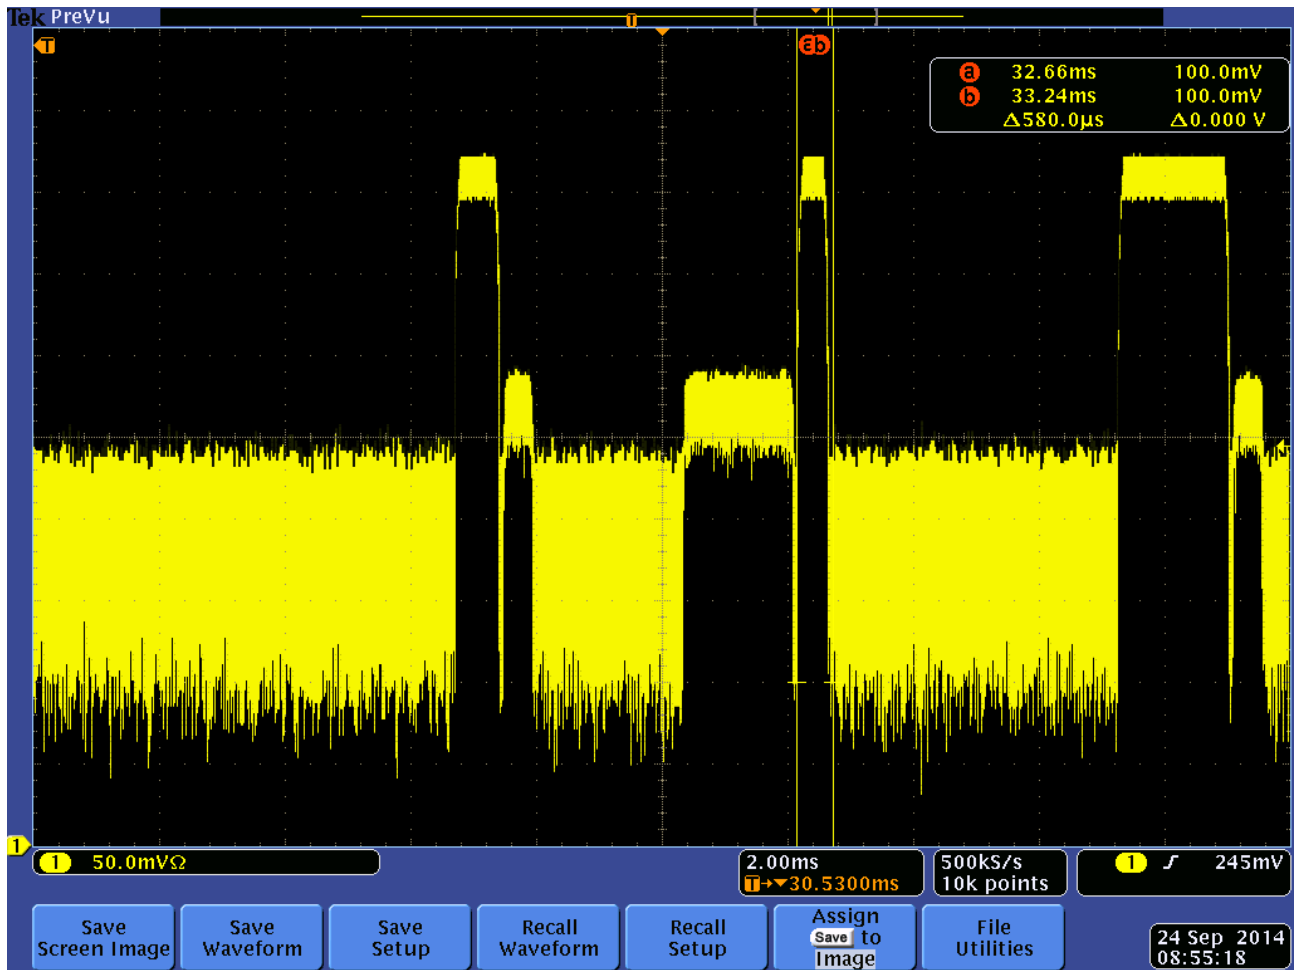 Tek PreVu
T
T
a b
a 32.66ms 100.0mV
b 33.24ms 100.0mV
Δ580.0μs Δ0.000 V
1
1 50.0mVΩ
2.00ms
T→▼30.5300ms
500kS/s
10k points
1 ʃ 245mV
Save
Screen Image
Save
Waveform
Save
Setup
Recall
Waveform
Recall
Setup
Assign
Save to
Image
File
Utilities
24 Sep 2014
08:55:18